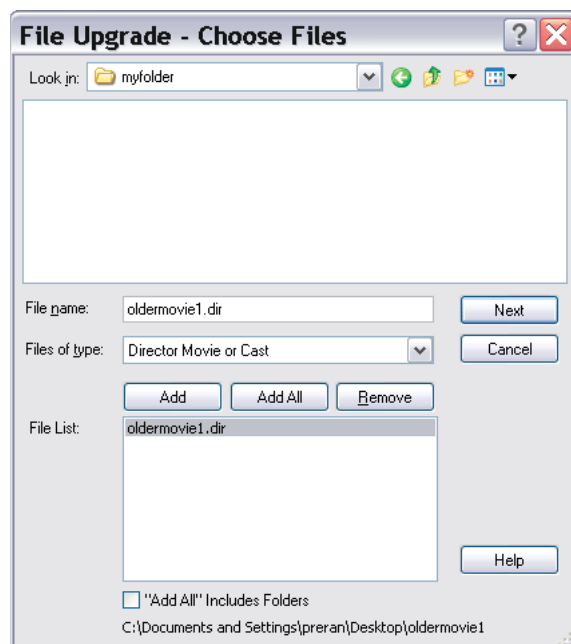 File Upgrade - Choose Files
Look in: myfolder
File name: oldermovie1.dir Next
Files of type: Director Movie or Cast Cancel
Add Add All Remove
File List: oldermovie1.dir
Help
"Add All" Includes Folders
C:\Documents and Settings\preran\Desktop\oldermovie1